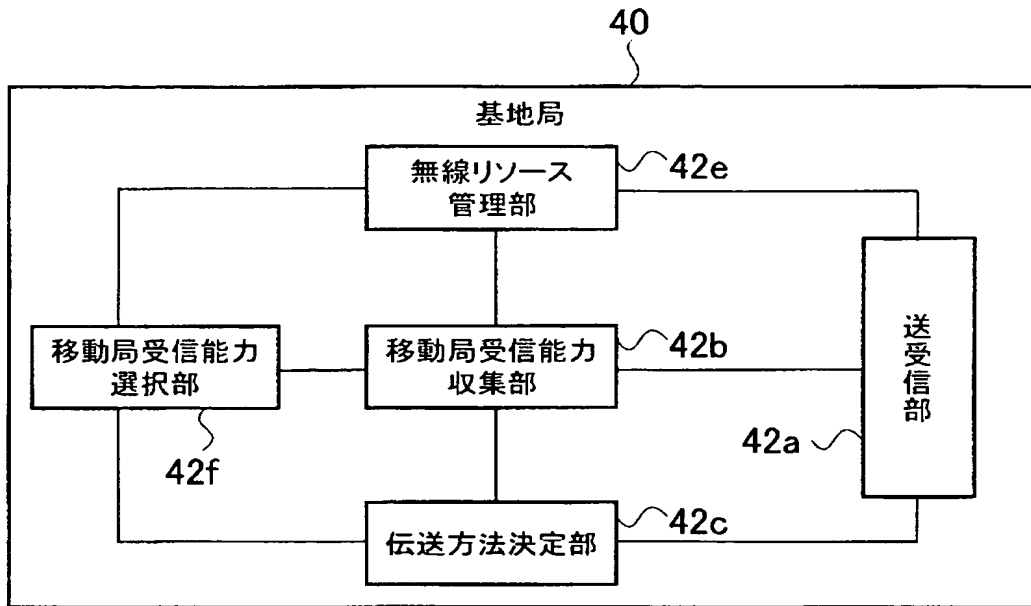 40
基地局
無線リソース
管理部
42e
移動局受信能力
選択部
42f
移動局受信能力
収集部
42b
送受信部
42a
伝送方法決定部
42c